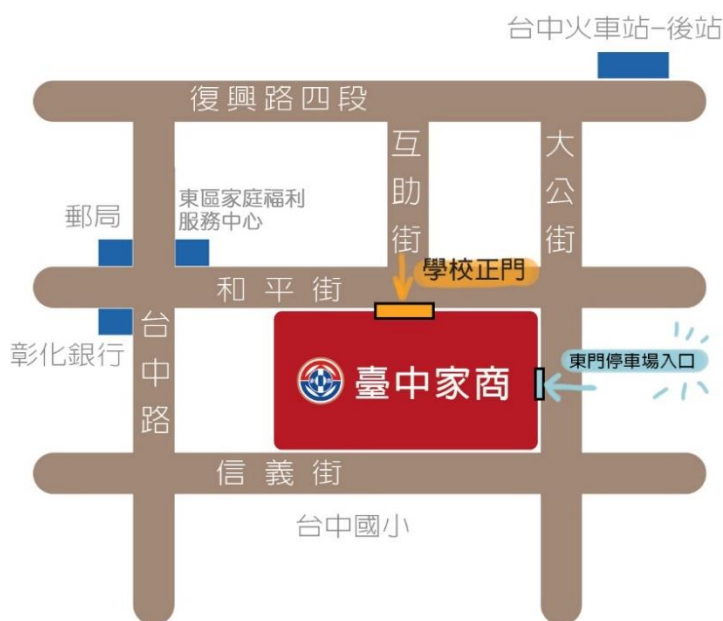 台中火車站-後站
復興路四段
互助街
大公街
東區家庭福利
服務中心
郵局
學校正門
和平街
台中路
彰化銀行
臺中家商
東門停車場入口
信義街
台中國小